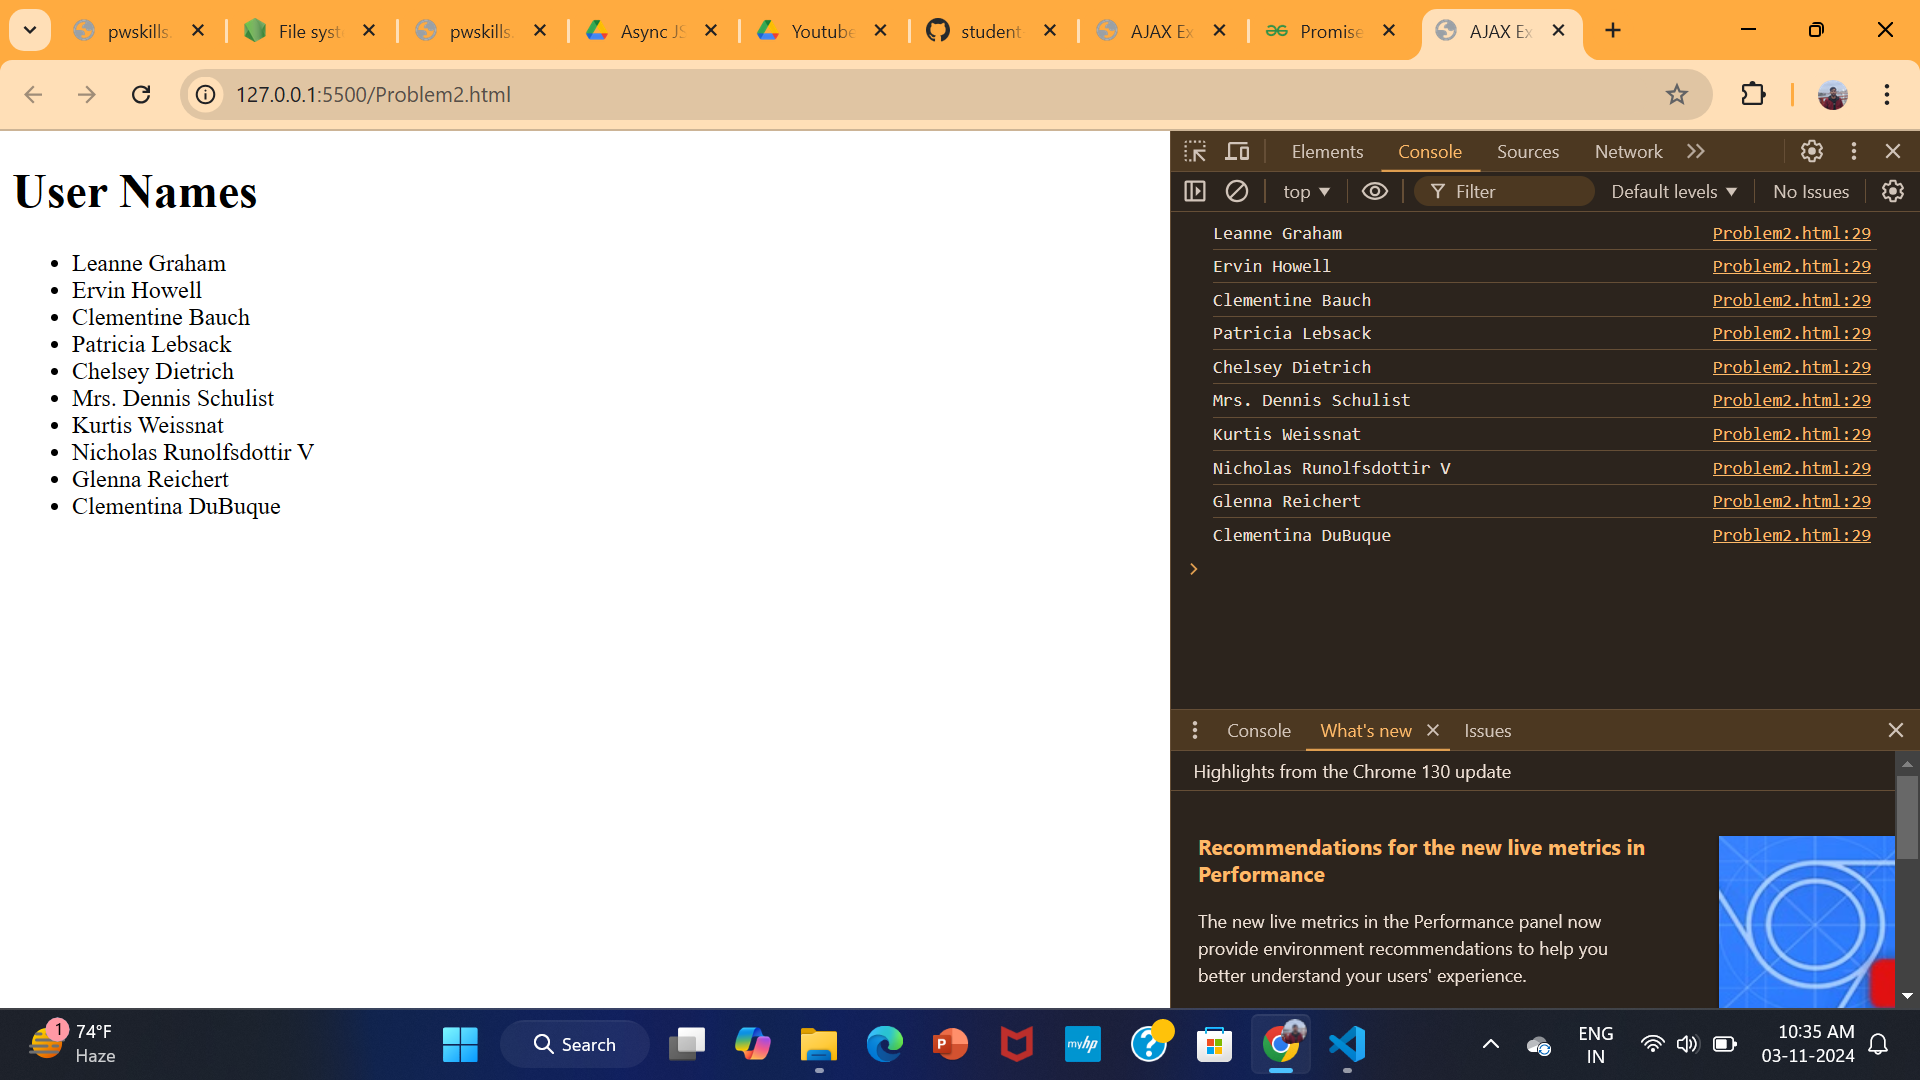 pwskills.
File syst
pwskills.
Async JS
Youtube
student
AJAX Ex
Promise
AJAX Ex
127.0.0.1:5500/Problem2.html
User Names
Leanne Graham
Ervin Howell
Clementine Bauch
Patricia Lebsack
Chelsey Dietrich
Mrs. Dennis Schulist
Kurtis Weissnat
Nicholas Runolfsdottir V
Glenna Reichert
Clementina DuBuque
Elements Console Sources Network
top Filter Default levels No Issues
Leanne Graham Problem2.html:29
Ervin Howell Problem2.html:29
Clementine Bauch Problem2.html:29
Patricia Lebsack Problem2.html:29
Chelsey Dietrich Problem2.html:29
Mrs. Dennis Schulist Problem2.html:29
Kurtis Weissnat Problem2.html:29
Nicholas Runolfsdottir V Problem2.html:29
Glenna Reichert Problem2.html:29
Clementina DuBuque Problem2.html:29
Console What's new Issues
Highlights from the Chrome 130 update
Recommendations for the new live metrics in
Performance
The new live metrics in the Performance panel now
provide environment recommendations to help you
better understand your users' experience.
1
74°F
Haze
Search
P
myhp
?
ENG
IN
10:35 AM
03-11-2024